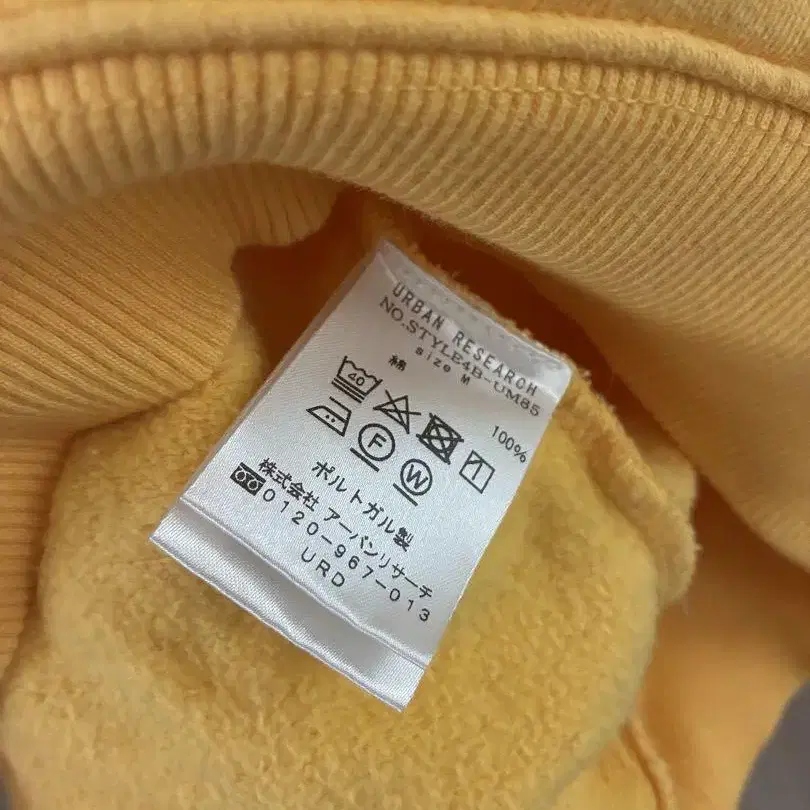 URBAN RESEARCH
NO.STYLE4B-UM85
size M
綿 100%
40
F W
ポルトガル製
株式会社 アーバンリサーチ
0120-967-013
URD